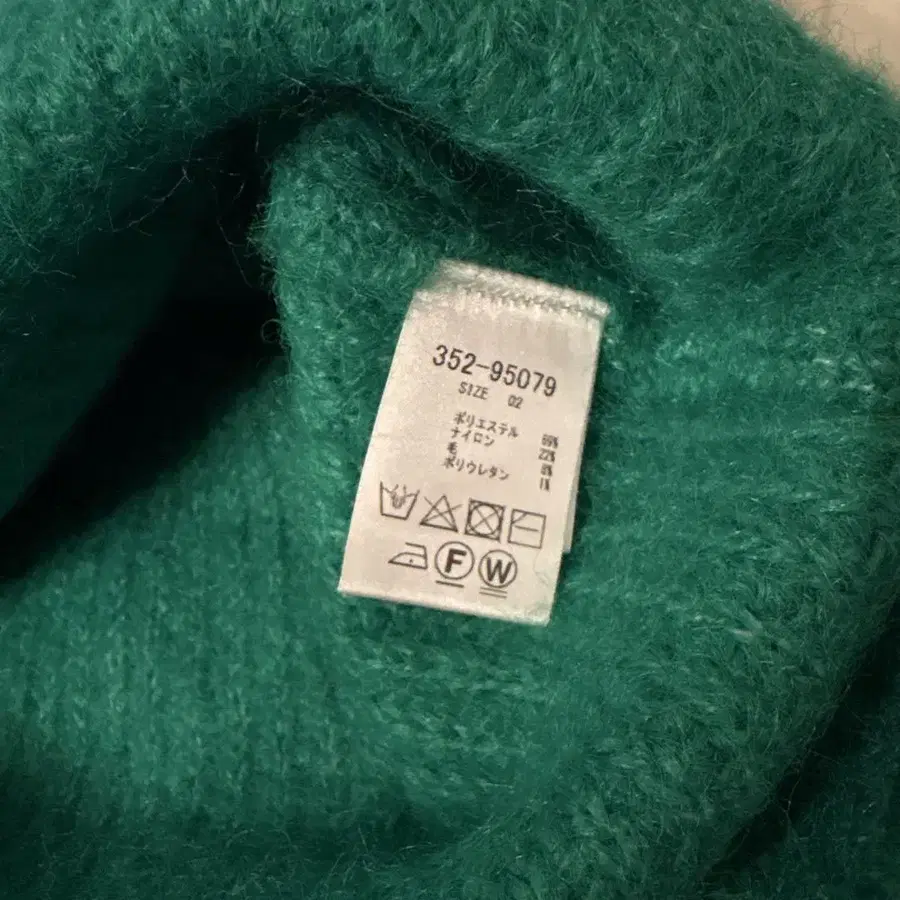 352-95079
SIZE 02
ポリエステル 69%
ナイロン 22%
毛 8%
ポリウレタン 1%
F W